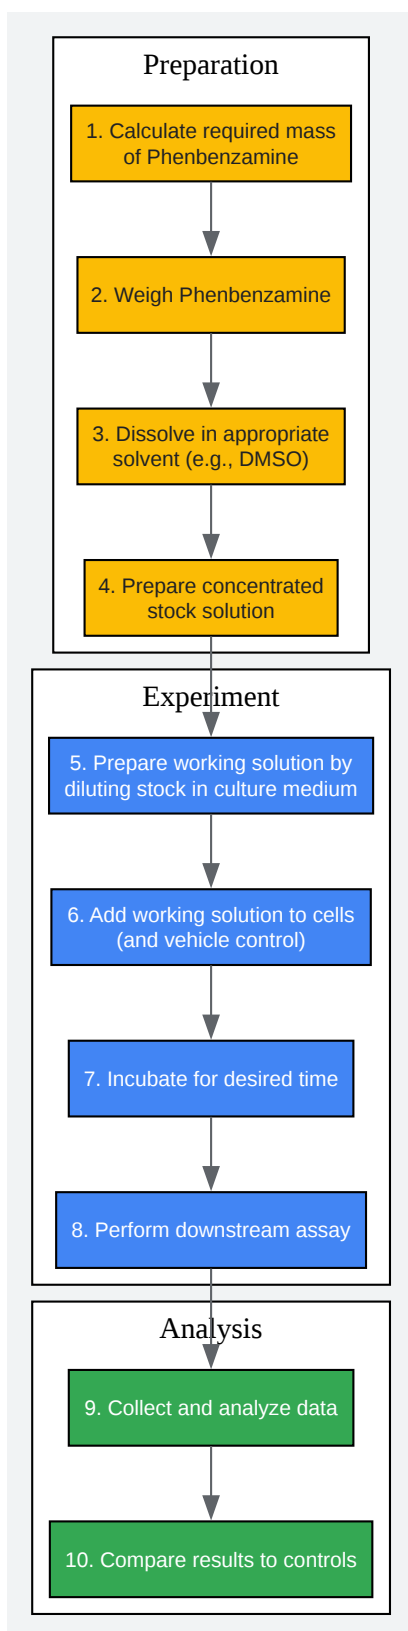 Preparation
1. Calculate required mass
of Phenbenzamine
2. Weigh Phenbenzamine
3. Dissolve in appropriate
solvent (e.g., DMSO)
4. Prepare concentrated
stock solution
Experiment
5. Prepare working solution by
diluting stock in culture medium
6. Add working solution to cells
(and vehicle control)
7. Incubate for desired time
8. Perform downstream assay
Analysis
9. Collect and analyze data
10. Compare results to controls